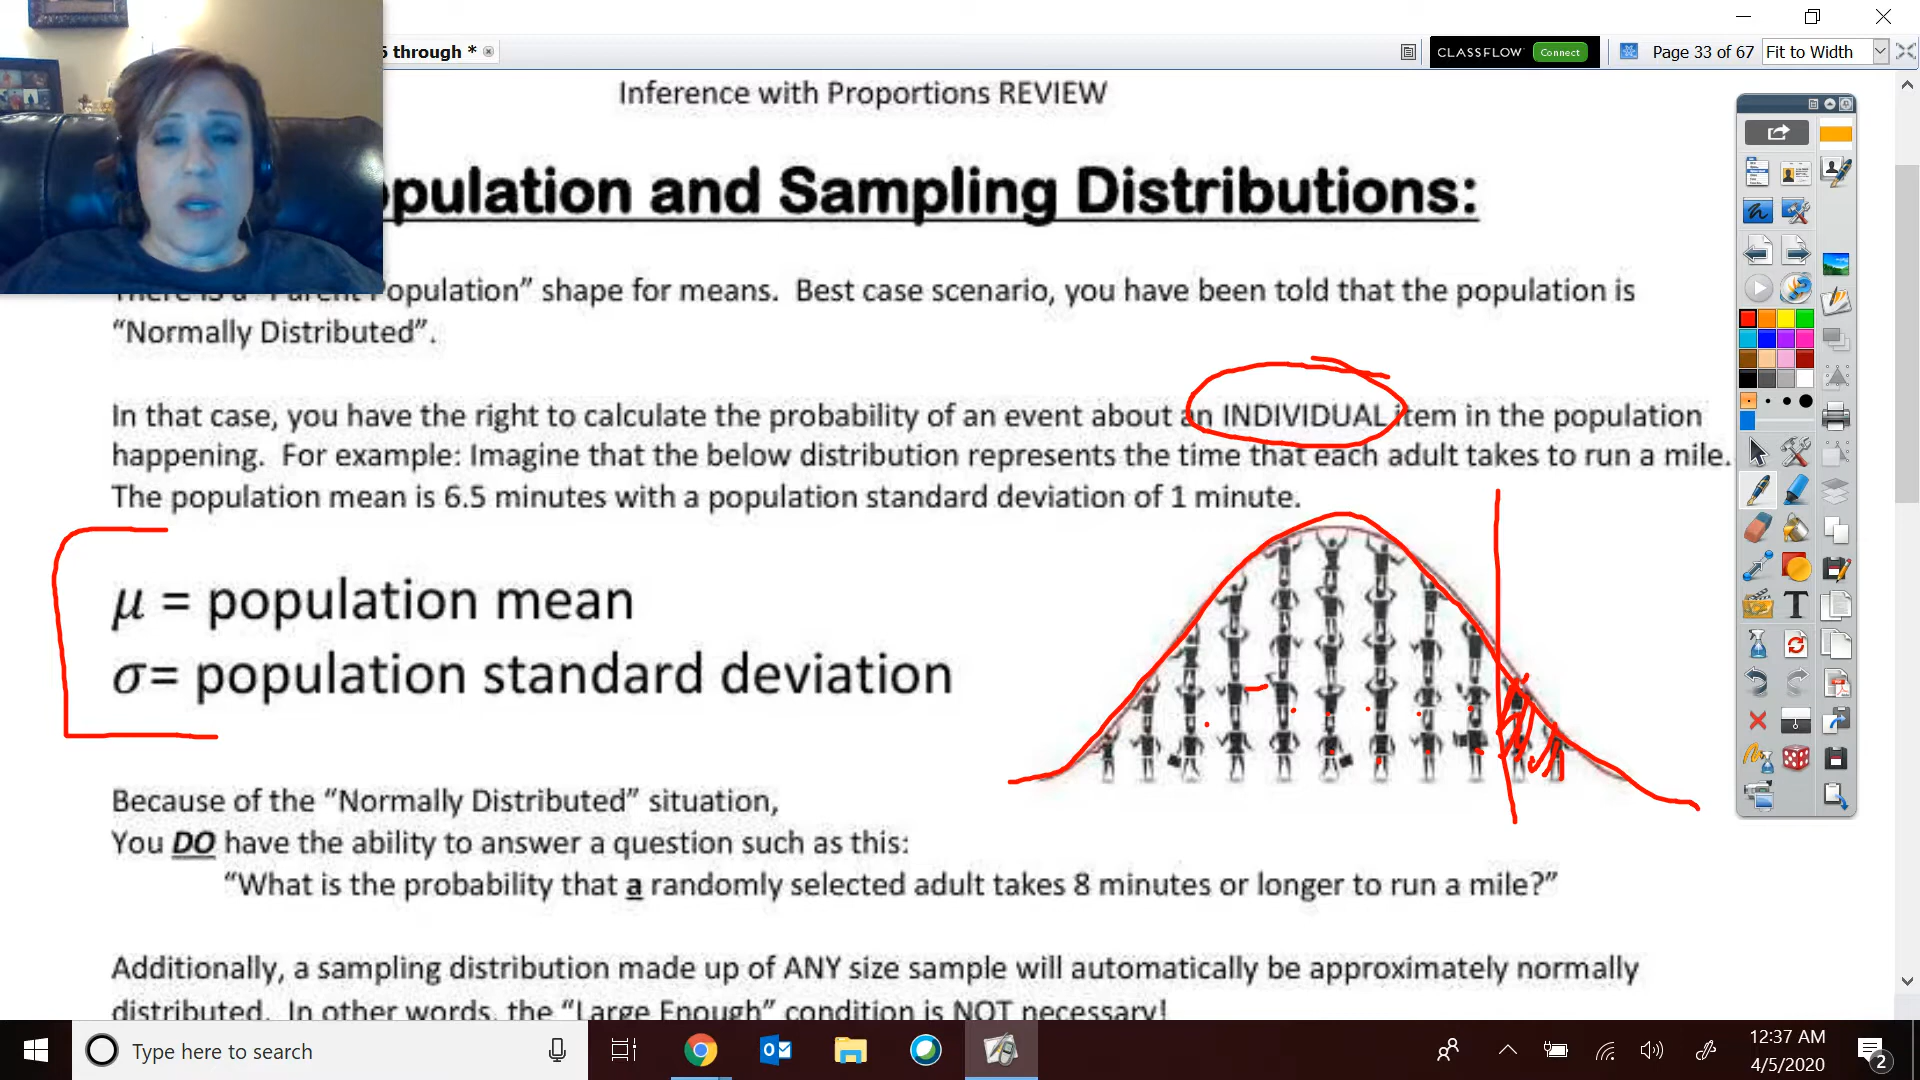 5 through *
CLASSFLOW Connect
Page 33 of 67
Fit to Width
Inference with Proportions REVIEW
pulation and Sampling Distributions:
opulation” shape for means. Best case scenario, you have been told that the population is
“Normally Distributed”.
In that case, you have the right to calculate the probability of an event about an INDIVIDUAL item in the population
happening. For example: Imagine that the below distribution represents the time that each adult takes to run a mile.
The population mean is 6.5 minutes with a population standard deviation of 1 minute.
μ = population mean
σ= population standard deviation
Because of the “Normally Distributed” situation,
You DO have the ability to answer a question such as this:
“What is the probability that a randomly selected adult takes 8 minutes or longer to run a mile?”
Additionally, a sampling distribution made up of ANY size sample will automatically be approximately normally
distributed. In other words, the “Large Enough” condition is NOT necessary!
Type here to search
12:37 AM
4/5/2020
2